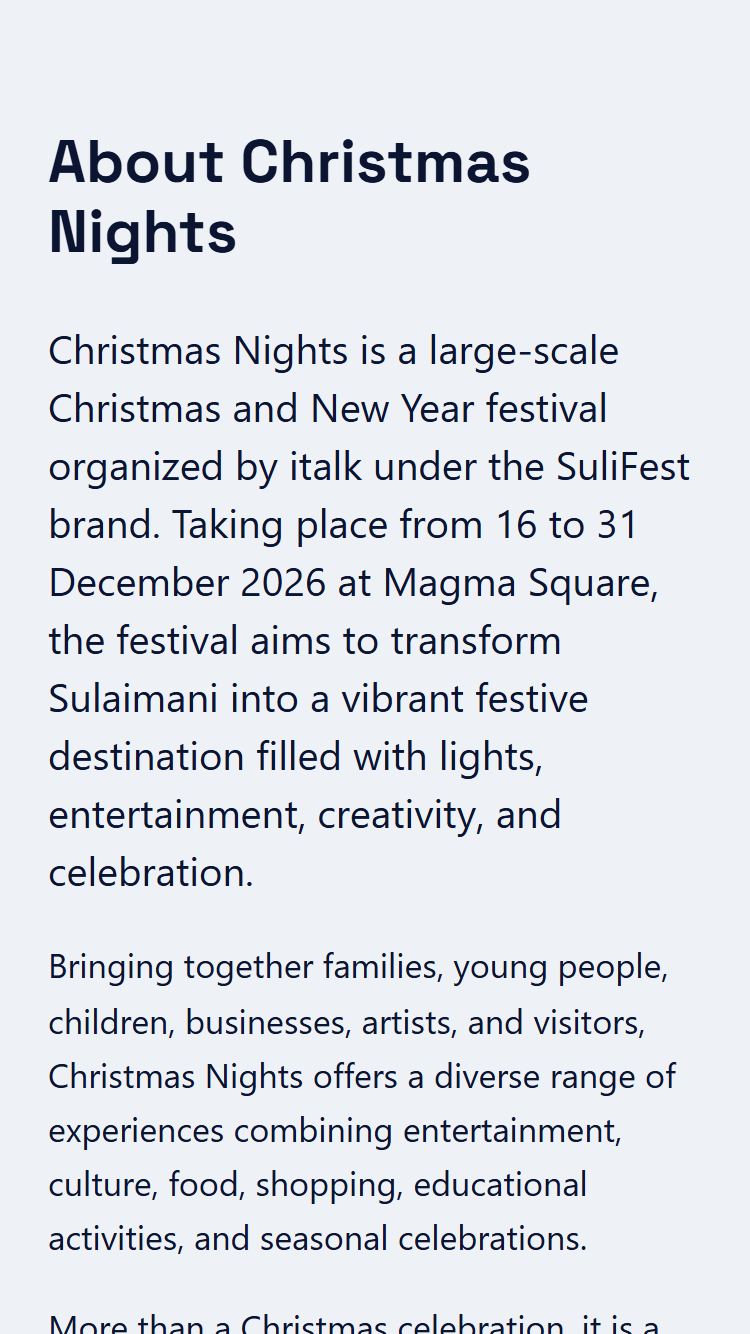 About Christmas
Nights
Christmas Nights is a large-scale
Christmas and New Year festival
organized by italk under the SuliFest
brand. Taking place from 16 to 31
December 2026 at Magma Square,
the festival aims to transform
Sulaimani into a vibrant festive
destination filled with lights,
entertainment, creativity, and
celebration.
Bringing together families, young people,
children, businesses, artists, and visitors,
Christmas Nights offers a diverse range of
experiences combining entertainment,
culture, food, shopping, educational
activities, and seasonal celebrations.
More than a Christmas celebration, it is a